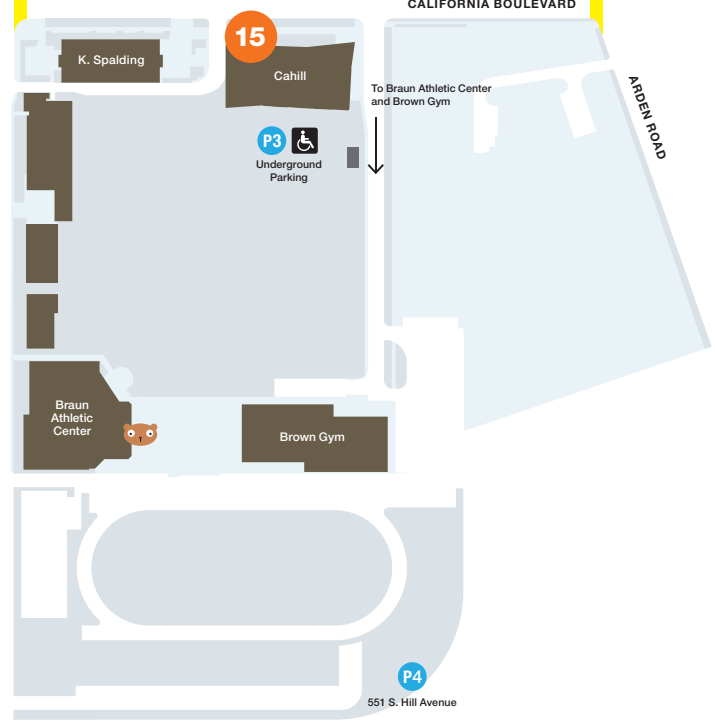 CALIFORNIA BOULEVARD
15
K. Spalding
Cahill
To Braun Athletic Center
and Brown Gym
ARDEN ROAD
P3
Underground
Parking
Braun
Athletic
Center
Brown Gym
P4
551 S. Hill Avenue